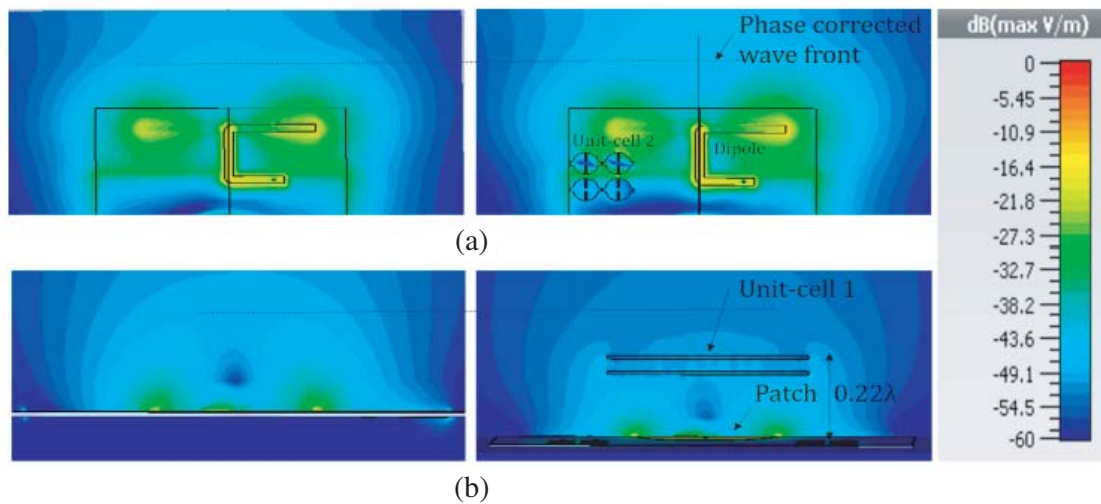 Phase corrected
wave front
Unit-cell 2
Dipole
(a)
Unit-cell 1
Patch
0.22λ
(b)
dB(max V/m)
0
-5.45
-10.9
-16.4
-21.8
-27.3
-32.7
-38.2
-43.6
-49.1
-54.5
-60